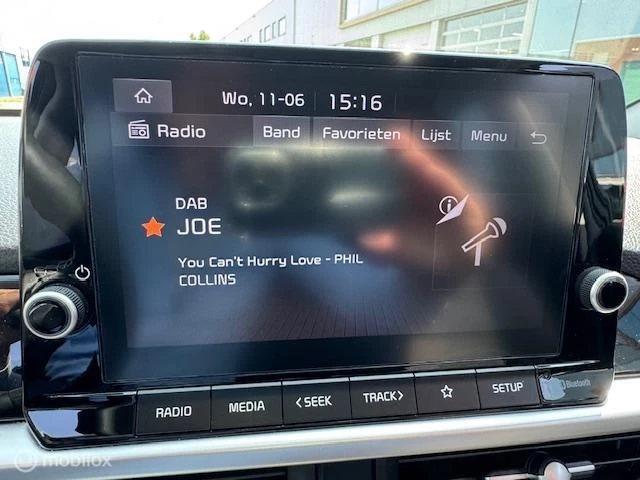 Wo, 11-06 15:16
Radio Band Favorieten Lijst Menu
DAB
JOE
You Can't Hurry Love - PHIL
COLLINS
RADIO MEDIA <SEEK TRACK> SETUP Bluetooth
mobilox